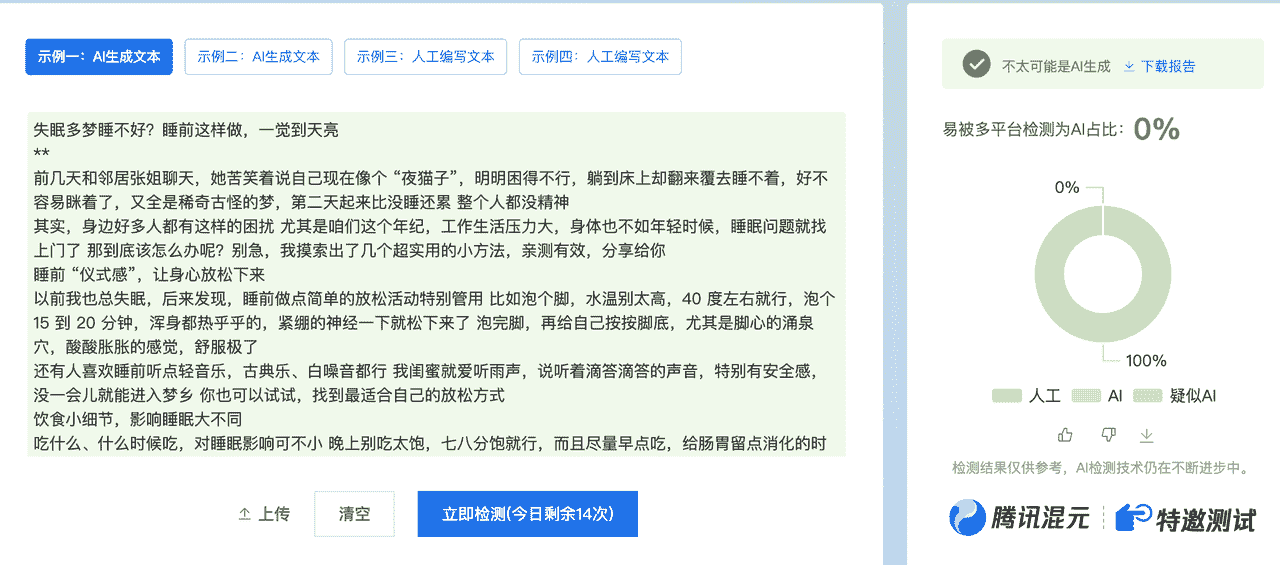 示例一：AI生成文本
示例二：AI生成文本
示例三：人工编写文本
示例四：人工编写文本
失眠多梦睡不好？睡前这样做，一觉到天亮
**
前几天和邻居张姐聊天，她苦笑着说自己现在像个 “夜猫子”，明明困得不行，躺到床上却翻来覆去睡不着，好不
容易眯着了，又全是稀奇古怪的梦，第二天起来比没睡还累 整个人都没精神
其实，身边好多人都有这样的困扰 尤其是咱们这个年纪，工作生活压力大，身体也不如年轻时候，睡眠问题就找
上门了 那到底该怎么办呢？别急，我摸索出了几个超实用的小方法，亲测有效，分享给你
睡前 “仪式感”，让身心放松下来
以前我也总失眠，后来发现，睡前做点简单的放松活动特别管用 比如泡个脚，水温别太高，40 度左右就行，泡个
15 到 20 分钟，浑身都热乎乎的，紧绷的神经一下就松下来了 泡完脚，再给自己按按脚底，尤其是脚心的涌泉
穴，酸酸胀胀的感觉，舒服极了
还有人喜欢睡前听点轻音乐，古典乐、白噪音都行 我闺蜜就爱听雨声，说听着滴答滴答的声音，特别有安全感，
没一会儿就能进入梦乡 你也可以试试，找到最适合自己的放松方式
饮食小细节，影响睡眠大不同
吃什么、什么时候吃，对睡眠影响可不小 晚上别吃太饱，七八分饱就行，而且尽量早点吃，给肠胃留点消化的时
上传
清空
立即检测(今日剩余14次)
不太可能是AI生成
下载报告
易被多平台检测为AI占比：0%
0%
100%
人工
AI
疑似AI
检测结果仅供参考，AI检测技术仍在不断进步中。
腾讯混元
特邀测试